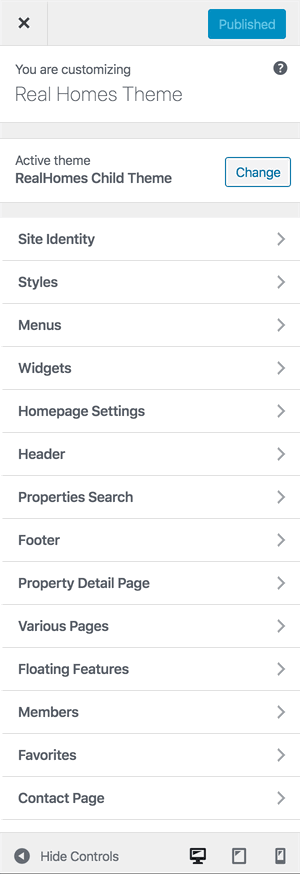 Published
You are customizing
Real Homes Theme
Active theme
RealHomes Child Theme
Change
Site Identity
Styles
Menus
Widgets
Homepage Settings
Header
Properties Search
Footer
Property Detail Page
Various Pages
Floating Features
Members
Favorites
Contact Page
Hide Controls